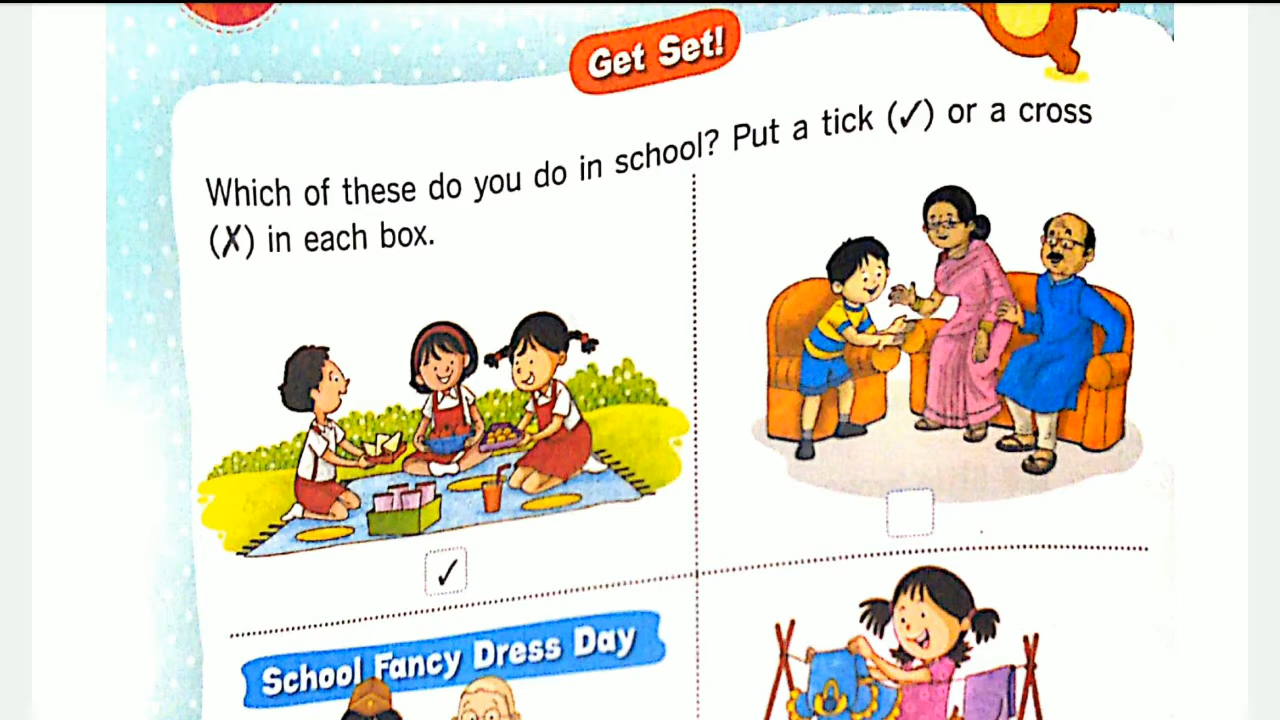 Get Set!
Which of these do you do in school? Put a tick (✓) or a cross
(✗) in each box.
✓
School Fancy Dress Day